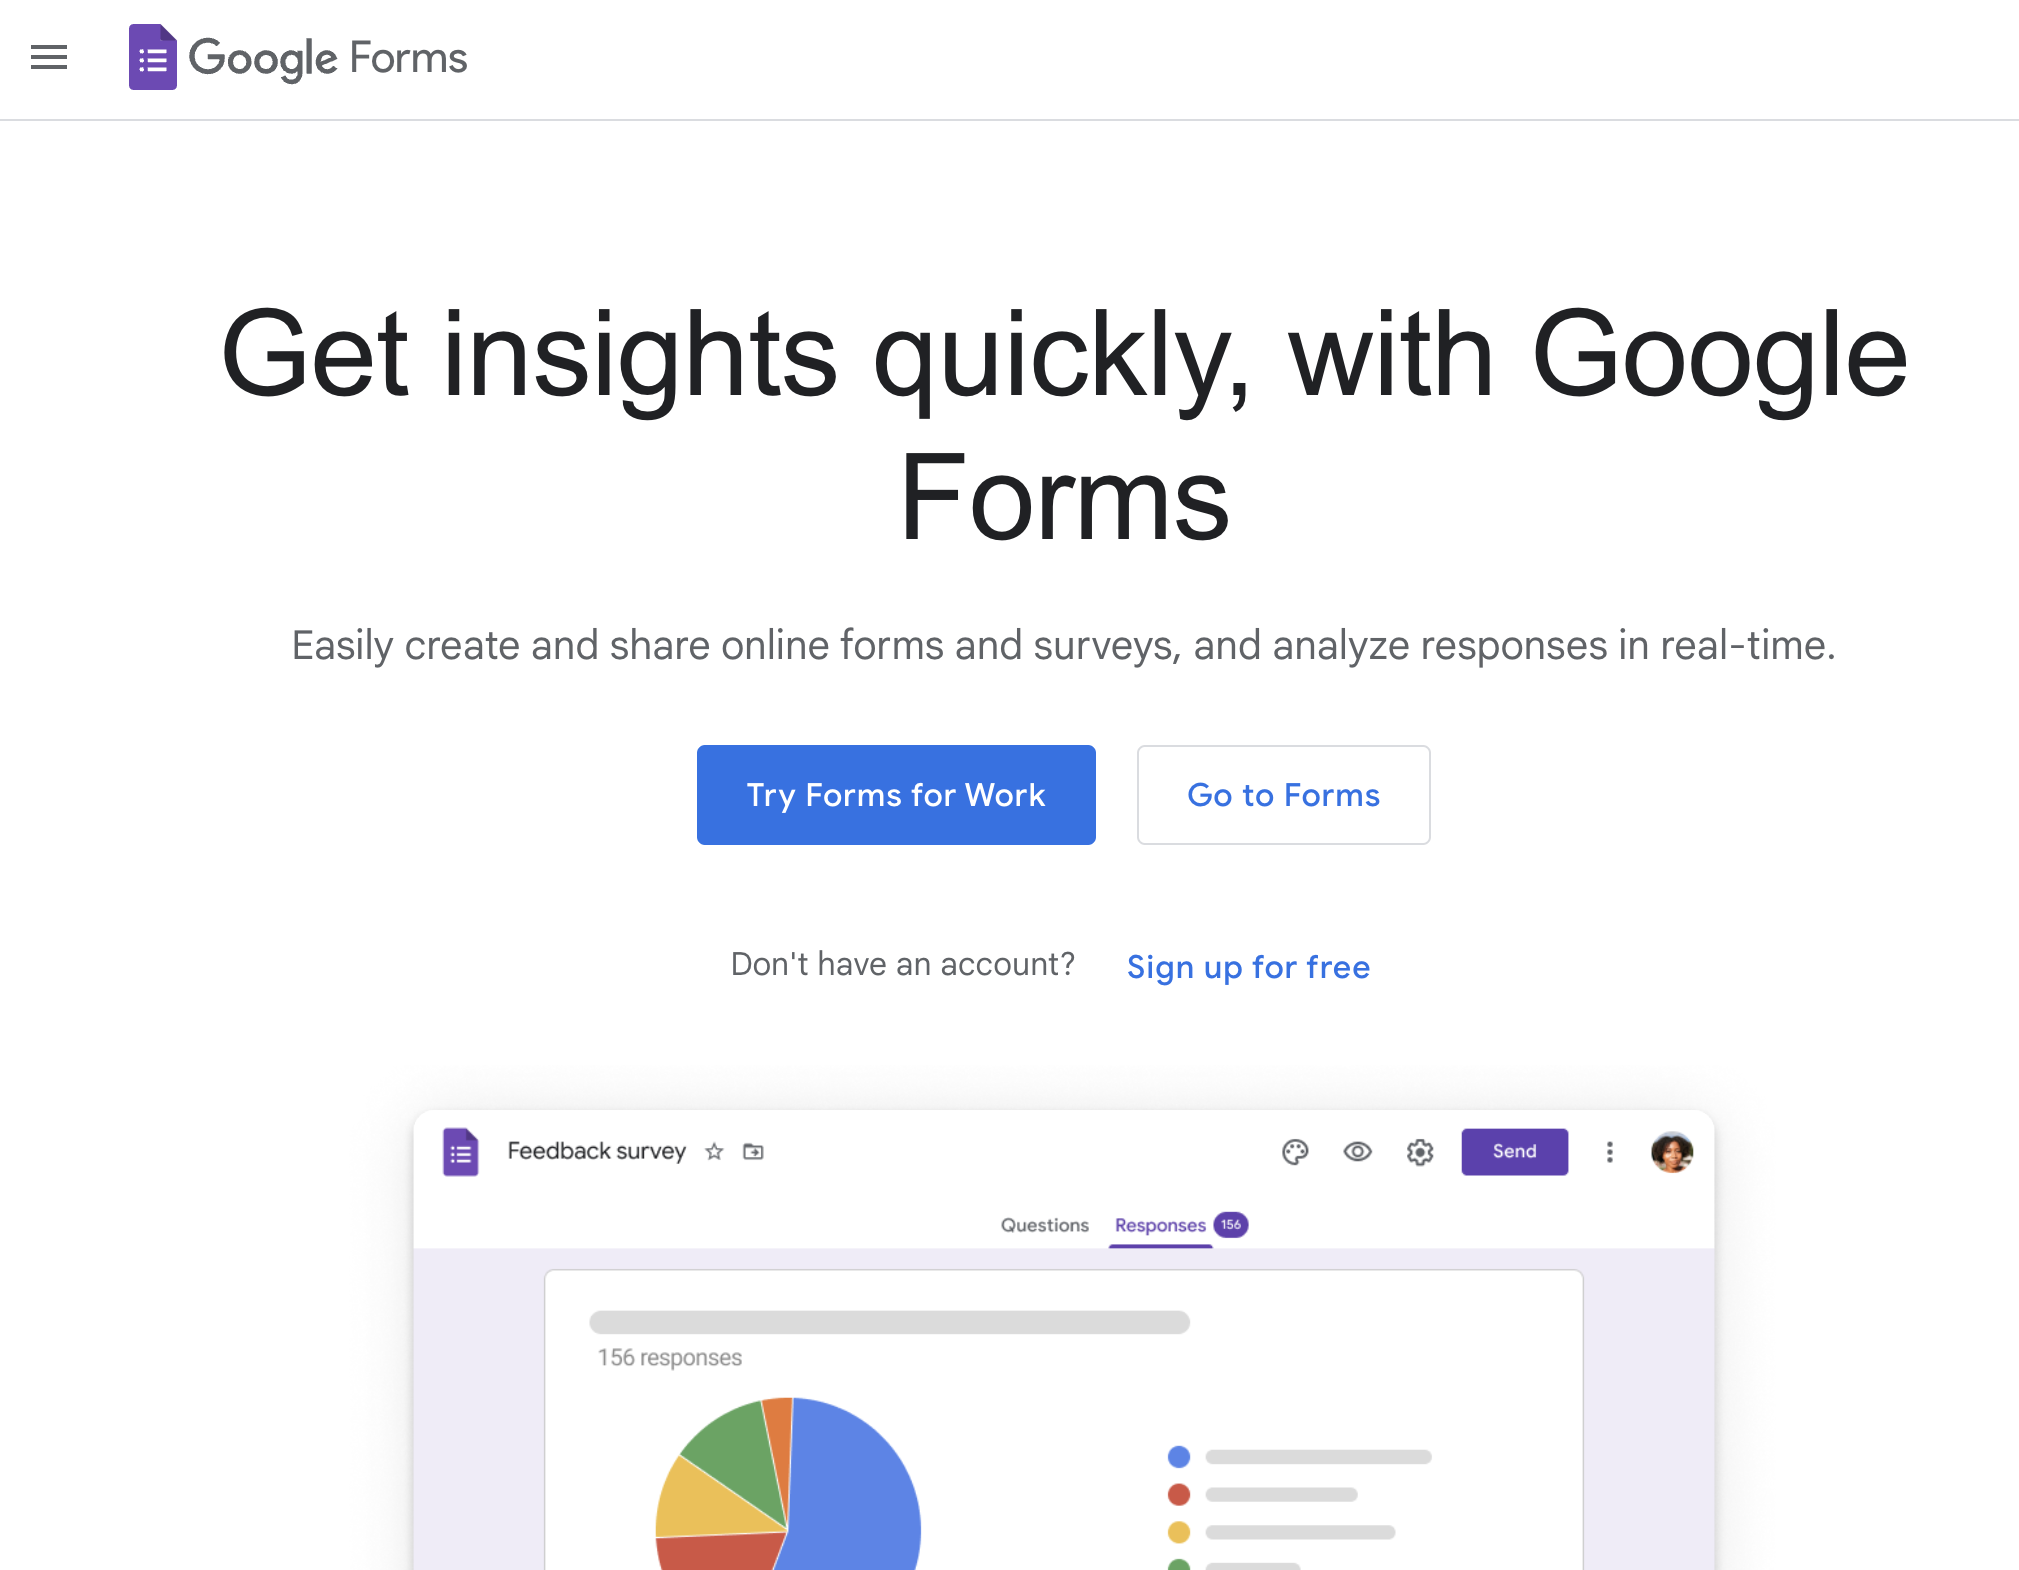 Google Forms
Get insights quickly, with Google
Forms
Easily create and share online forms and surveys, and analyze responses in real-time.
Try Forms for Work
Go to Forms
Don't have an account?
Sign up for free
Feedback survey
Send
Questions
Responses
156
156 responses